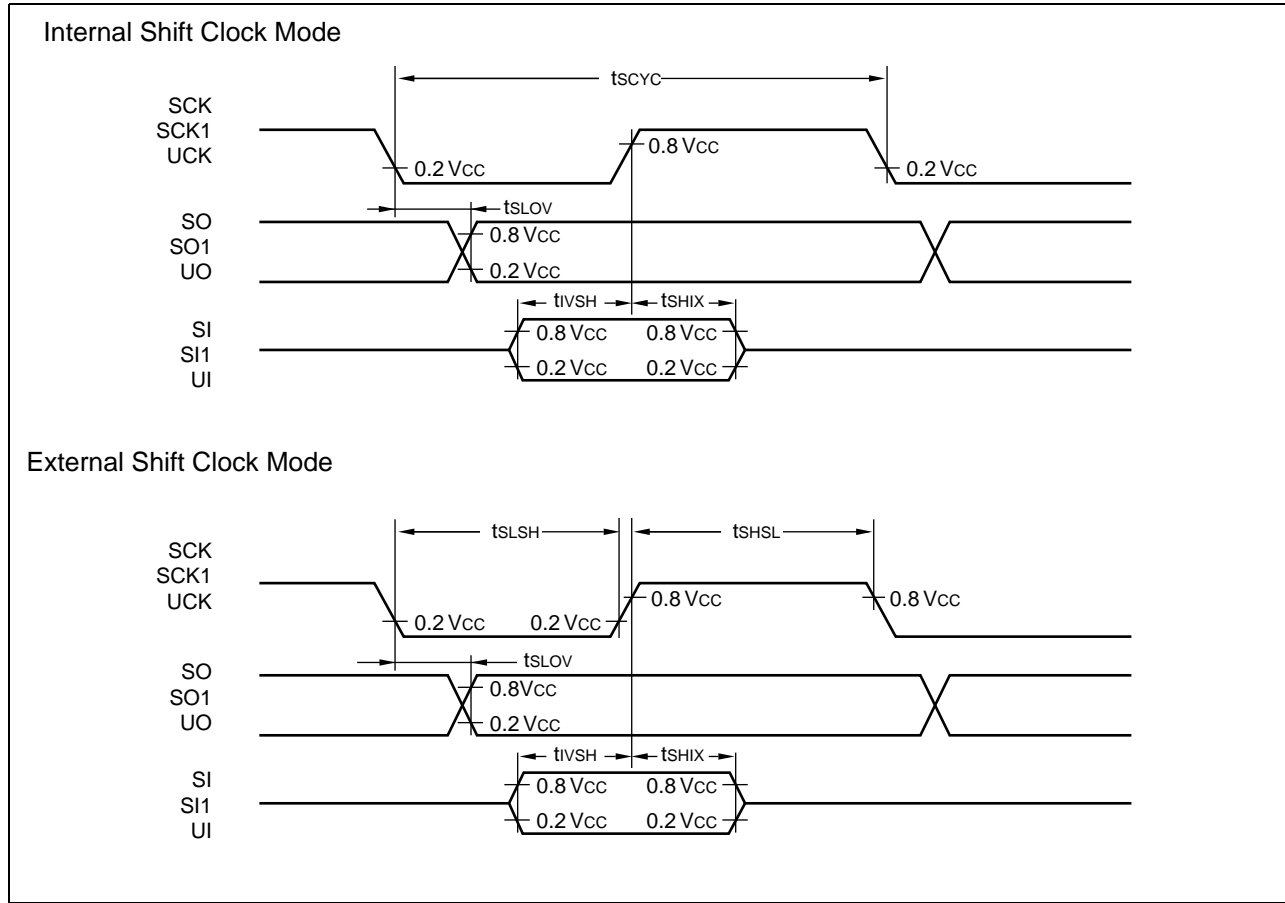 Internal Shift Clock Mode
tSCYC
SCK
SCK1
UCK
0.8 VCC
0.2 VCC
0.2 VCC
tSLOV
SO
SO1
UO
0.8 VCC
0.2 VCC
tIVSH
tSHIX
SI
SI1
UI
0.8 VCC
0.8 VCC
0.2 VCC
0.2 VCC
External Shift Clock Mode
tSLSH
tSHSL
SCK
SCK1
UCK
0.8 VCC
0.8 VCC
0.2 VCC
0.2 VCC
tSLOV
SO
SO1
UO
0.8VCC
0.2 VCC
tIVSH
tSHIX
SI
SI1
UI
0.8 VCC
0.8 VCC
0.2 VCC
0.2 VCC